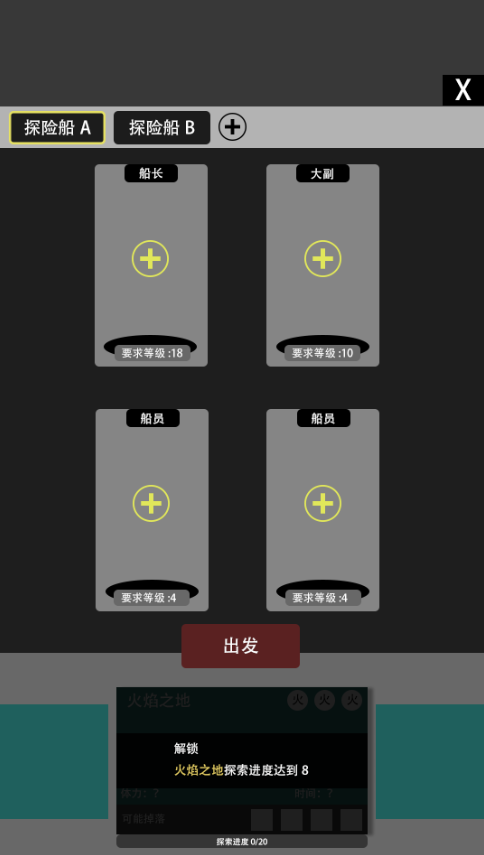 X
探险船 A
探险船 B
船长
大副
要求等级 :18
要求等级 :10
船员
船员
要求等级 :4
要求等级 :4
出发
火焰之地
火 火 火
解锁
火焰之地探索进度达到 8
体力: ?
时间: ?
可能掉落
探索进度 0/20